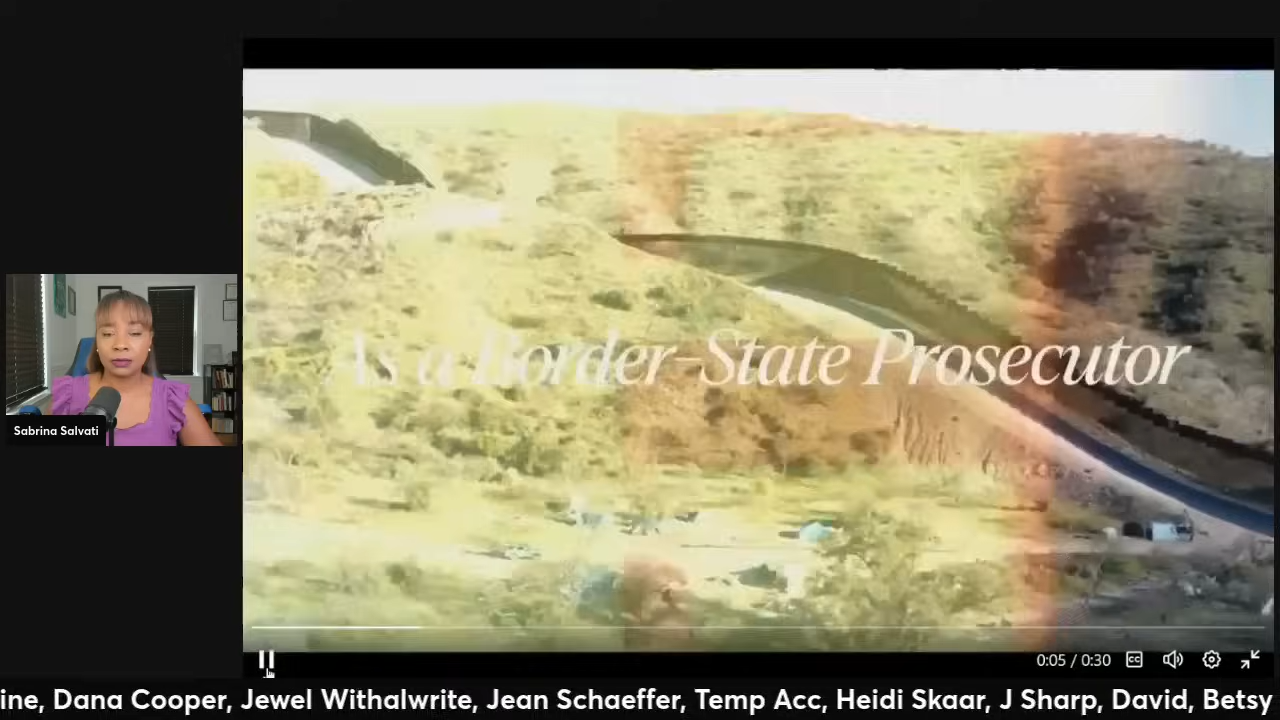 As a Border-State Prosecutor
Sabrina Salvati
0:05 / 0:30
CC
ine, Dana Cooper, Jewel Withalwrite, Jean Schaeffer, Temp Acc, Heidi Skaar, J Sharp, David, Betsy